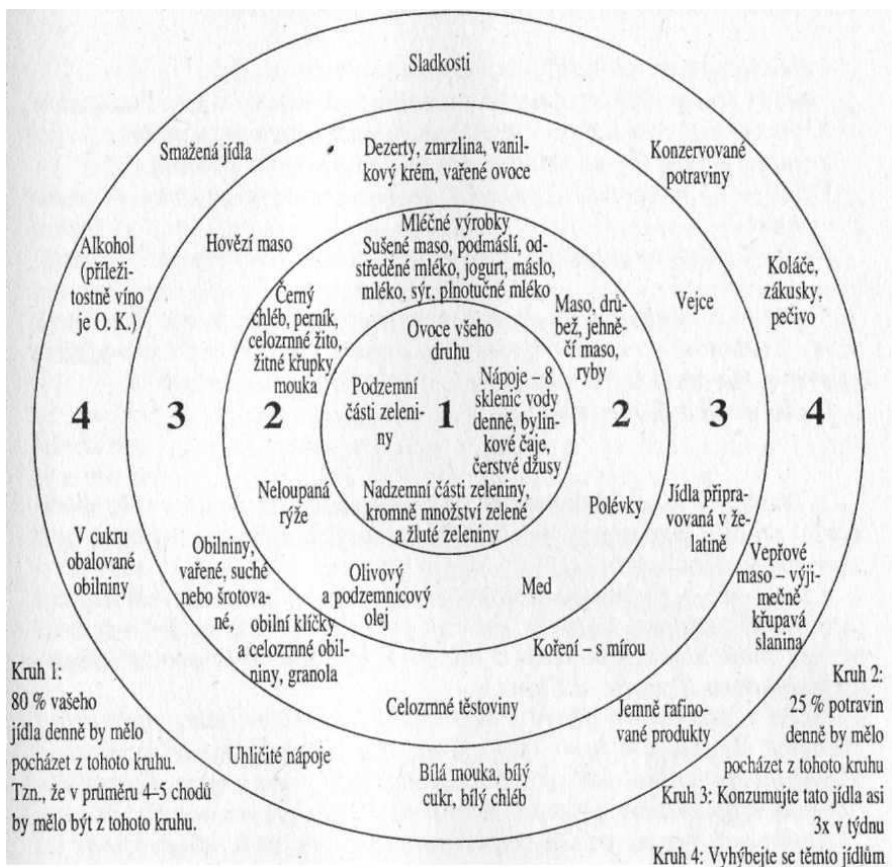 Sladkosti
Smažená jídla
Dezerty, zmrzlina, vanil-
kový krém, vařené ovoce
Konzervované
potraviny
Alkohol
(příleži-
tostně víno
je O. K.)
Hovězí maso
Mléčné výrobky
Sušené maso, podmáslí, od-
středěné mléko, jogurt, máslo,
mléko, sýr, plnotučné mléko
Černý
chléb, perník,
celozrnné žito,
žitné křupky
mouka
Ovoce všeho
druhu
Maso, drů-
bež, jehně-
čí maso,
ryby
Vejce
Koláče,
zákusky,
pečivo
Podzemní
části zeleni-
ny
Nápoje – 8
sklenic vody
denně, bylin-
kové čaje,
čerstvé džusy
4 3 2 1 2 3 4
Neloupaná
rýže
Nadzemní části zeleniny,
kromně množství zelené
a žluté zeleniny
Polévky
Jídla připra-
vovaná v že-
latině
V cukru
obalované
obilniny
Obilniny,
vařené, suché
nebo šrotova-
né,
obilní klíčky
a celozrnné obil-
niny, granola
Olivový
a podzemnicový
olej
Med
Vepřové
maso – výji-
mečně
křupavá
slanina
Koření – s mírou
Celozrnné těstoviny
Jemně rafino-
vané produkty
Uhličité nápoje
Bílá mouka, bílý
cukr, bílý chléb
Kruh 1:
80 % vašeho
jídla denně by mělo
pocházet z tohoto kruhu.
Tzn., že v průměru 4–5 chodů
by mělo být z tohoto kruhu.
Kruh 2:
25 % potravin
denně by mělo
pocházet z tohoto kruhu
Kruh 3: Konzumujte tato jídla asi
3x v týdnu
Kruh 4: Vyhýbejte se těmto jídlům